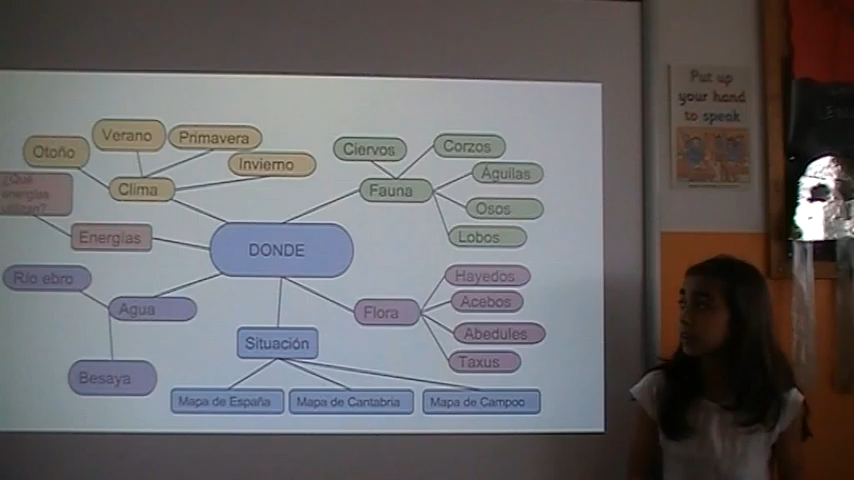 Put up
your hand
to speak
Verano
Primavera
Otoño
Invierno
Clima
¿Qué
energías
utilizan?
Energías
Río ebro
Agua
Besaya
DONDE
Ciervos
Corzos
Águilas
Fauna
Osos
Lobos
Hayedos
Acebos
Flora
Abedules
Taxus
Situación
Mapa de España
Mapa de Cantabria
Mapa de Campoo